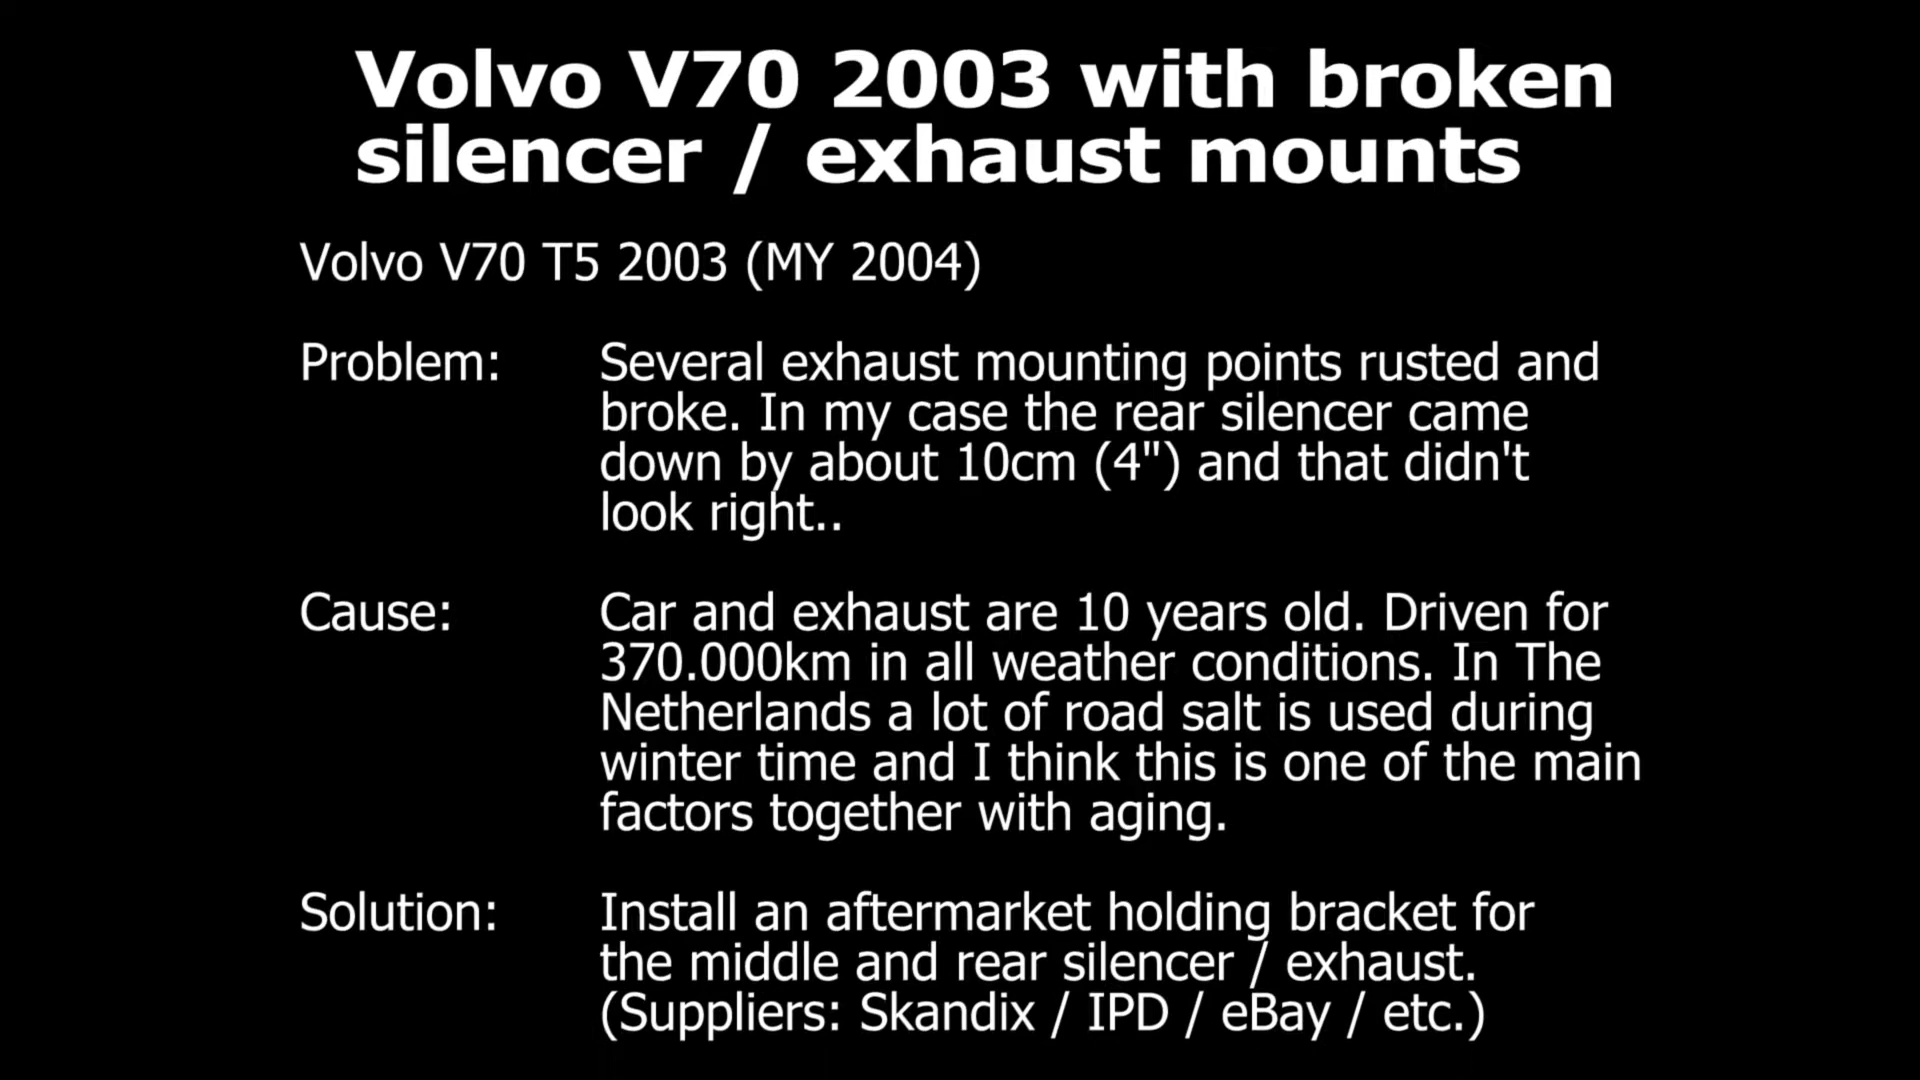 Volvo V70 2003 with broken
silencer / exhaust mounts
Volvo V70 T5 2003 (MY 2004)
Problem: Several exhaust mounting points rusted and
broke. In my case the rear silencer came
down by about 10cm (4") and that didn't
look right..
Cause: Car and exhaust are 10 years old. Driven for
370.000km in all weather conditions. In The
Netherlands a lot of road salt is used during
winter time and I think this is one of the main
factors together with aging.
Solution: Install an aftermarket holding bracket for
the middle and rear silencer / exhaust.
(Suppliers: Skandix / IPD / eBay / etc.)